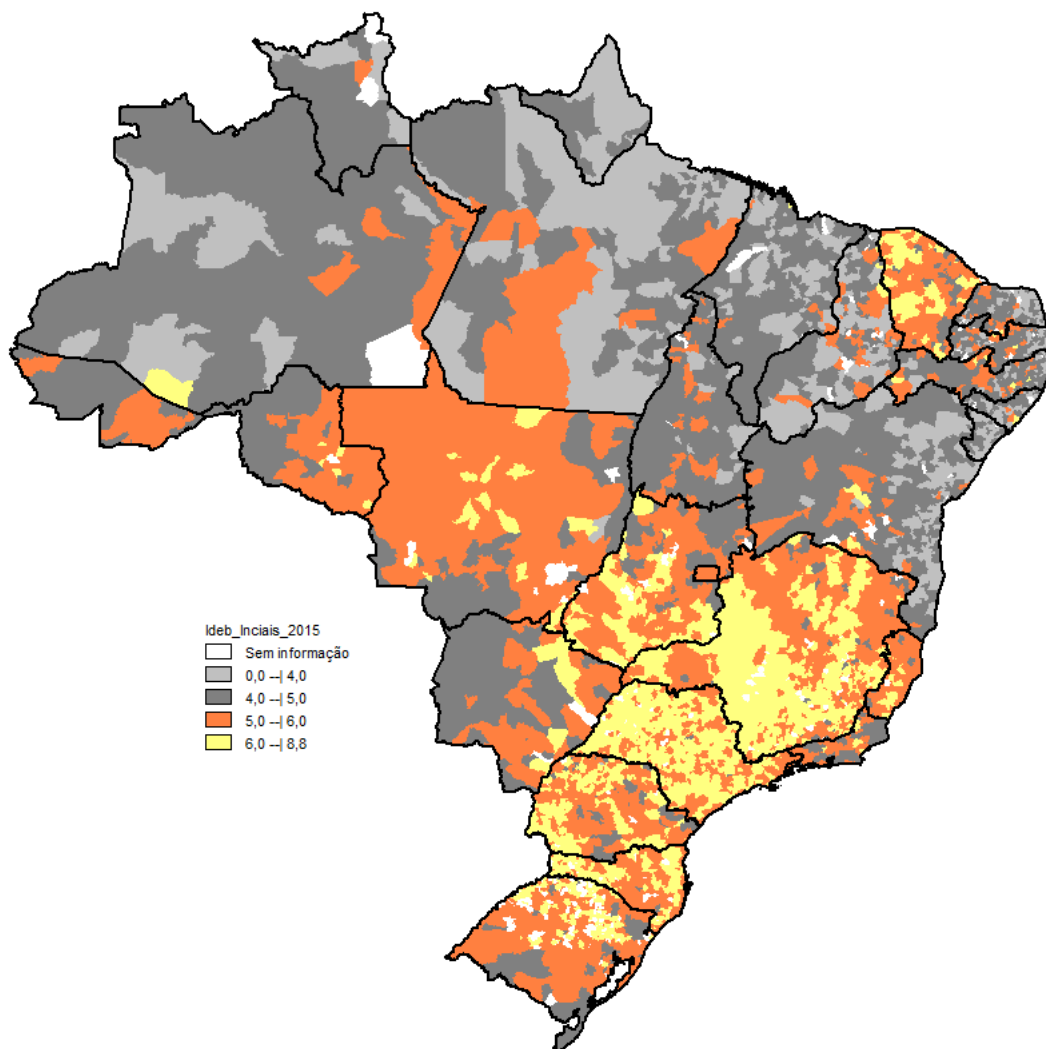 Ideb_Inciais_2015
Sem informação
0,0 --| 4,0
4,0 --| 5,0
5,0 --| 6,0
6,0 --| 8,8